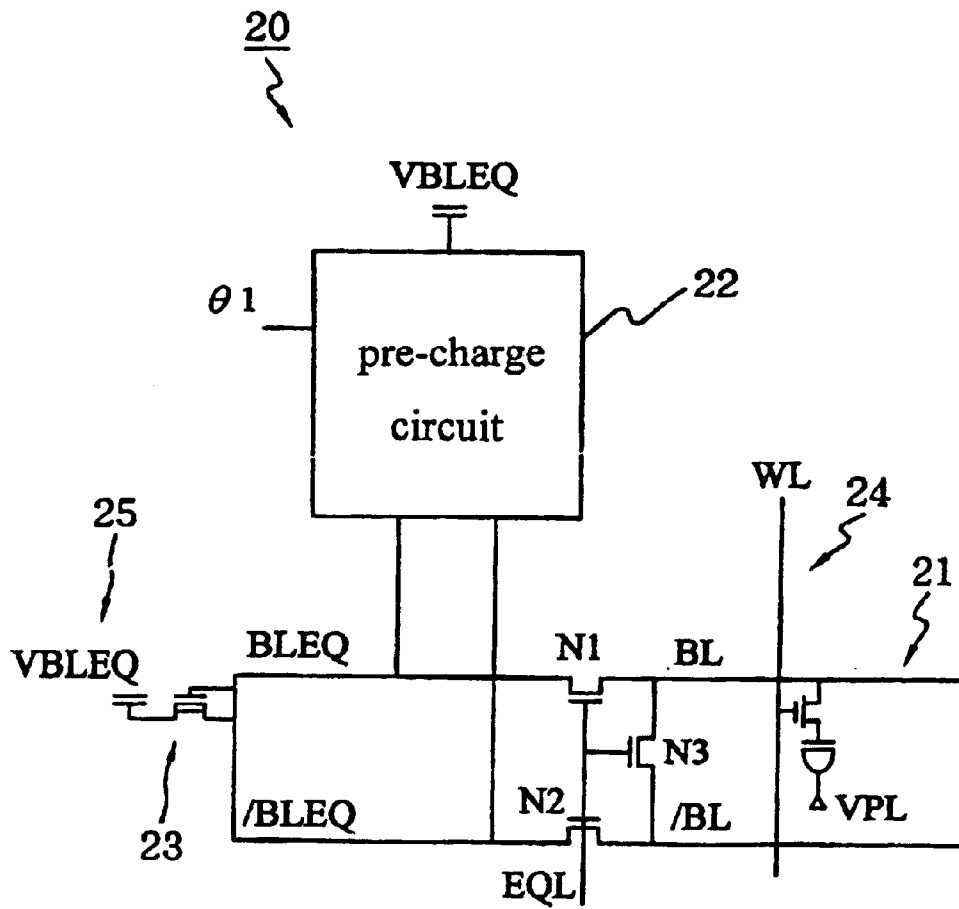 20
VBLEQ
θ1
22
pre-charge
circuit
WL
24
25
21
BLEQ
N1
BL
VBLEQ
N3
N2
/BLEQ
/BL
VPL
23
EQL